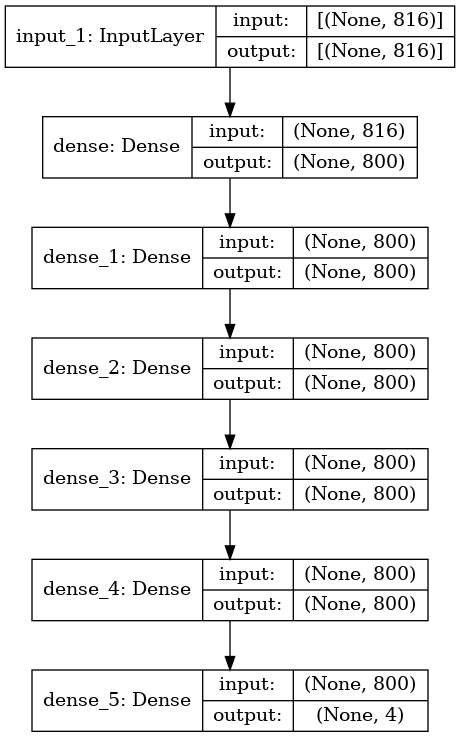 input_1: InputLayer input: [(None, 816)]
output: [(None, 816)]
dense: Dense input: (None, 816)
output: (None, 800)
dense_1: Dense input: (None, 800)
output: (None, 800)
dense_2: Dense input: (None, 800)
output: (None, 800)
dense_3: Dense input: (None, 800)
output: (None, 800)
dense_4: Dense input: (None, 800)
output: (None, 800)
dense_5: Dense input: (None, 800)
output: (None, 4)